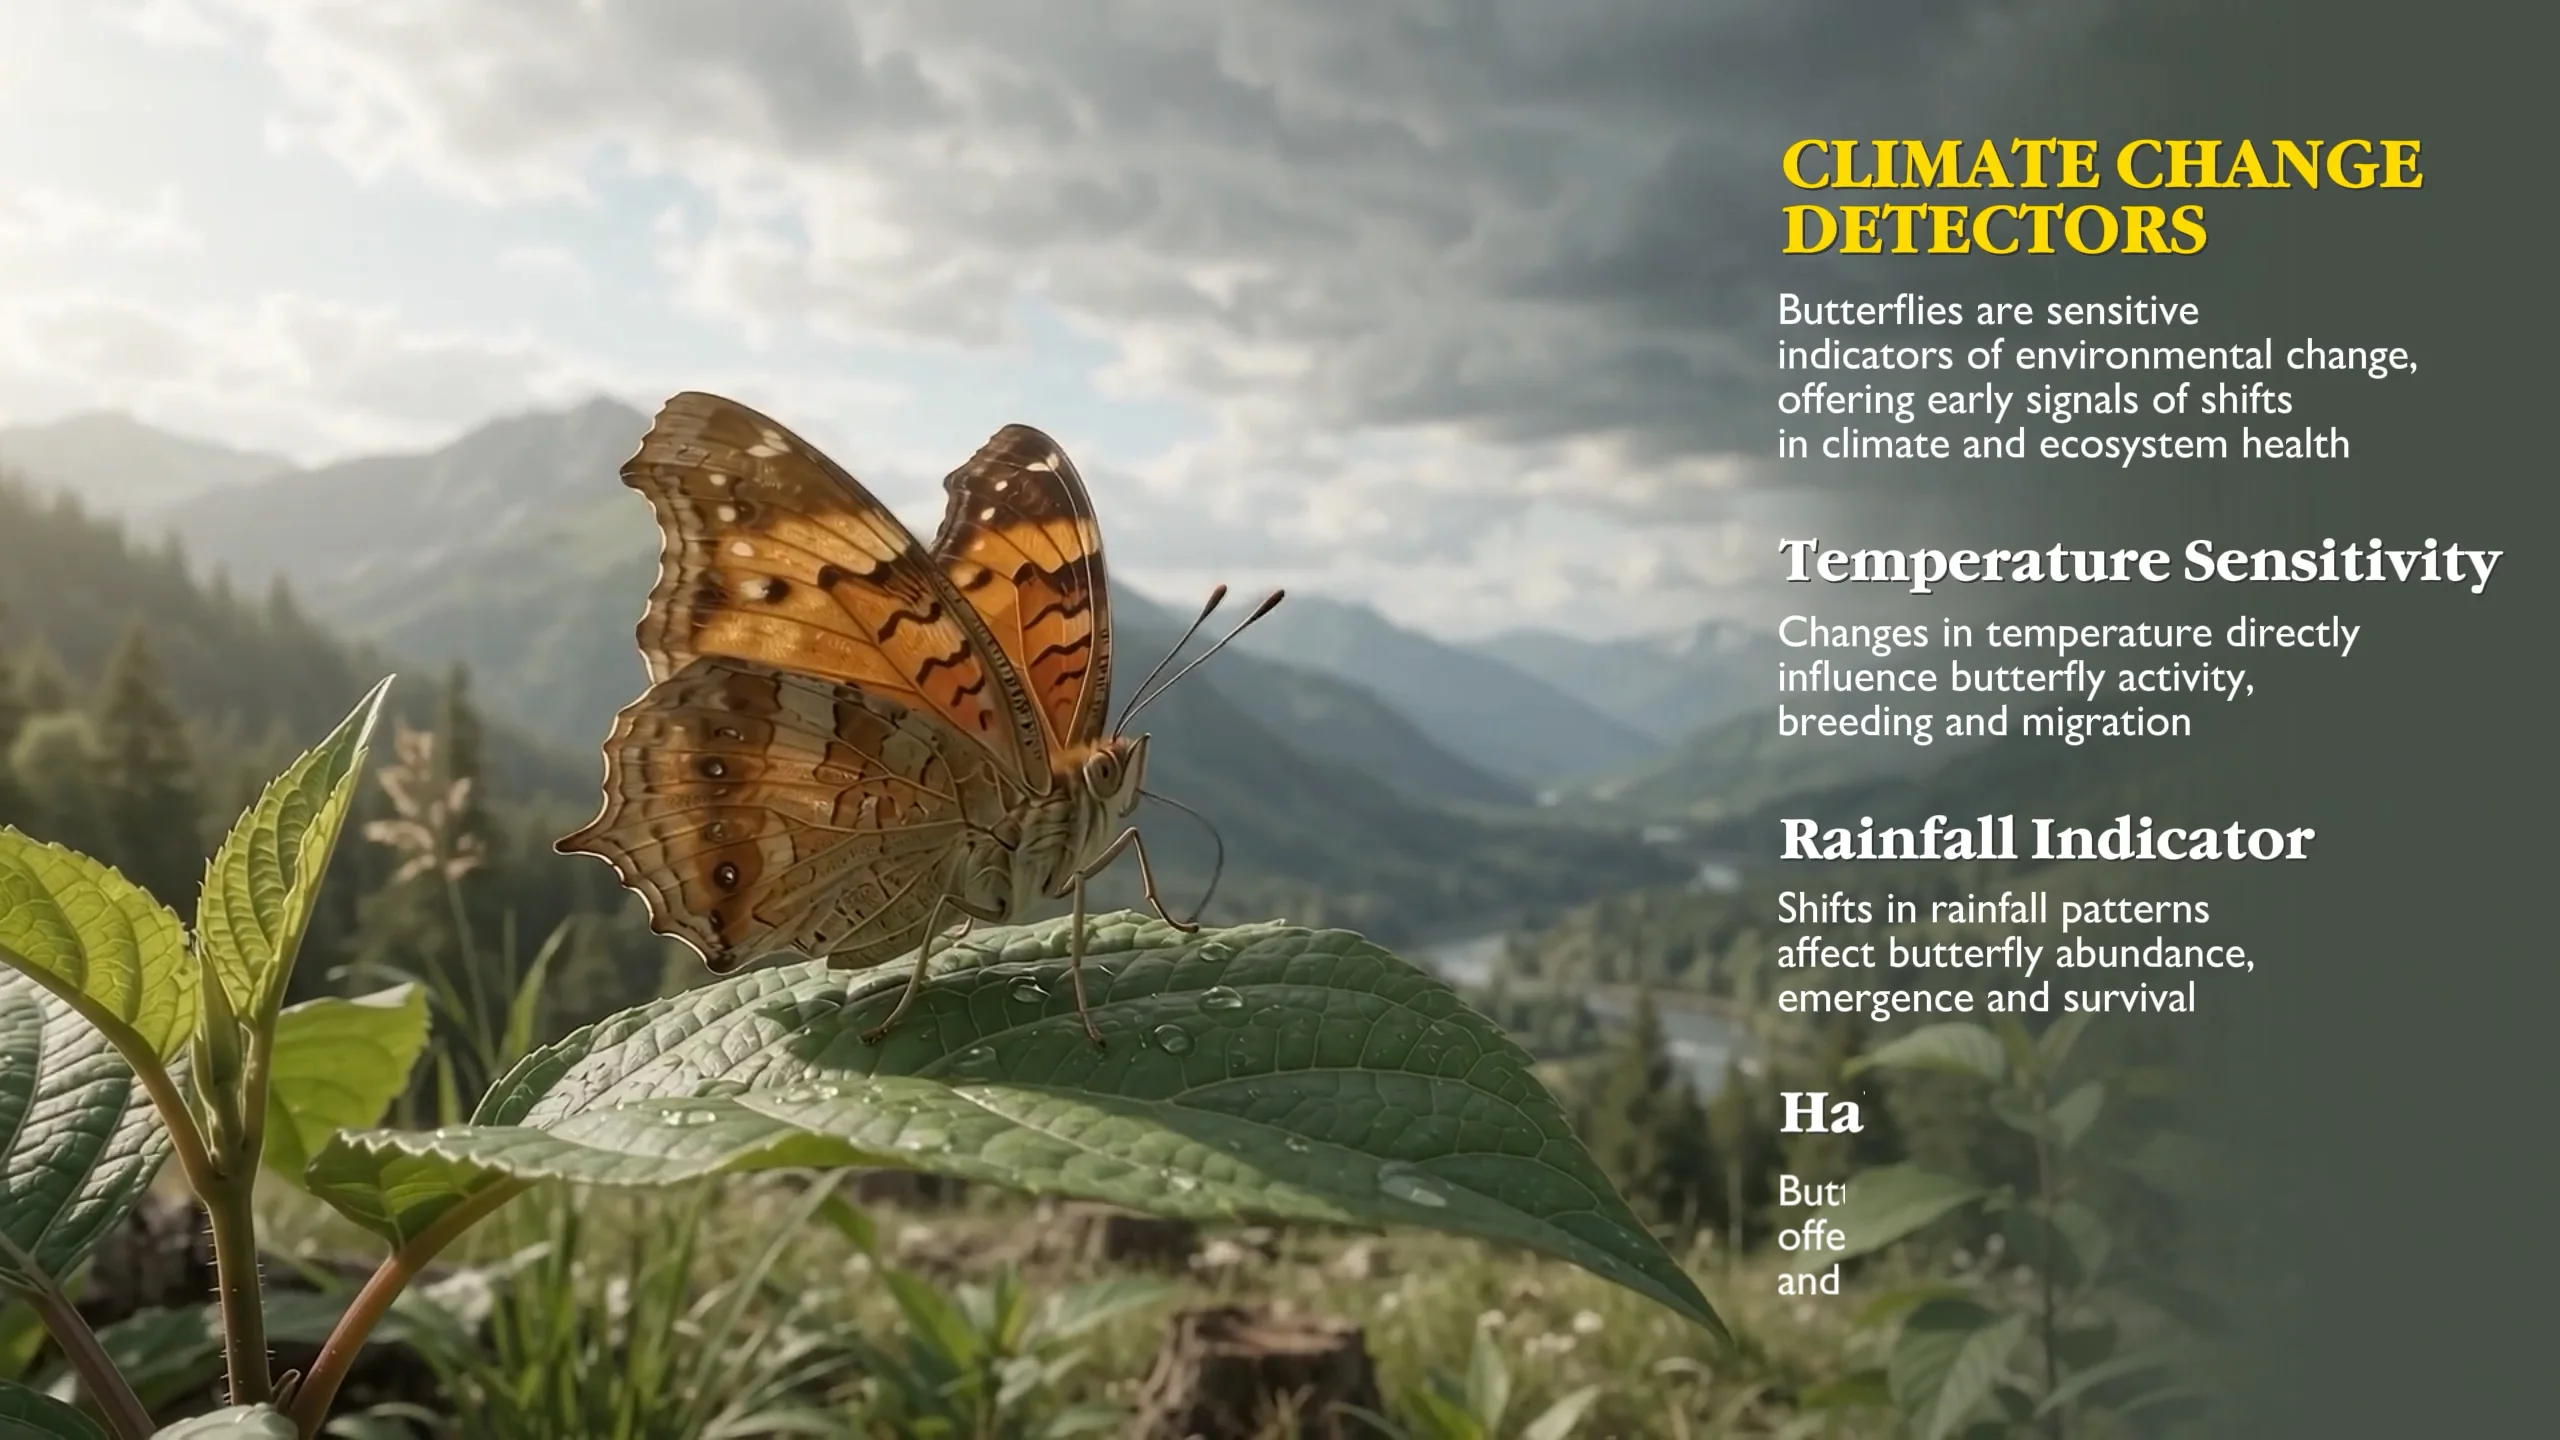 CLIMATE CHANGE
DETECTORS
Butterflies are sensitive
indicators of environmental change,
offering early signals of shifts
in climate and ecosystem health
Temperature Sensitivity
Changes in temperature directly
influence butterfly activity,
breeding and migration
Rainfall Indicator
Shifts in rainfall patterns
affect butterfly abundance,
emergence and survival
Ha
and